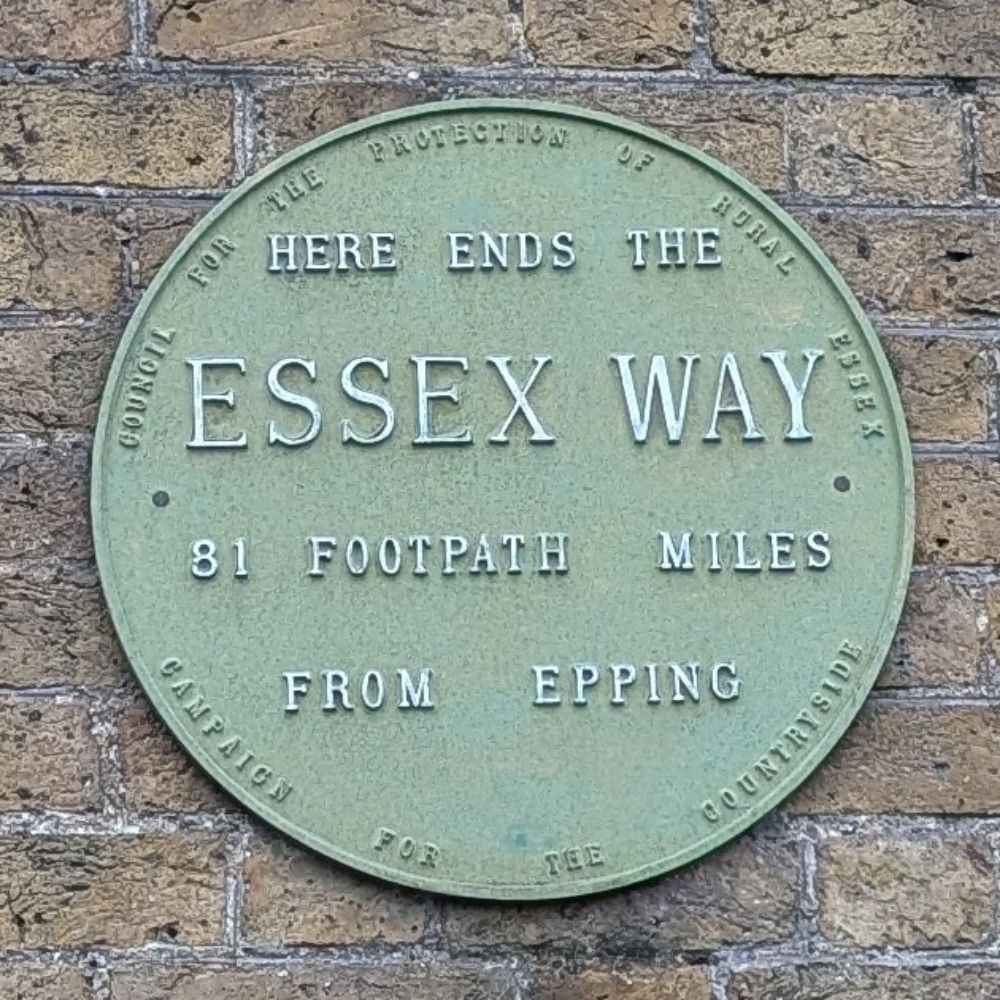 COUNCIL FOR THE PROTECTION OF RURAL ESSEX
HERE ENDS THE
ESSEX WAY
81 FOOTPATH MILES
FROM EPPING
CAMPAIGN FOR THE COUNTRYSIDE